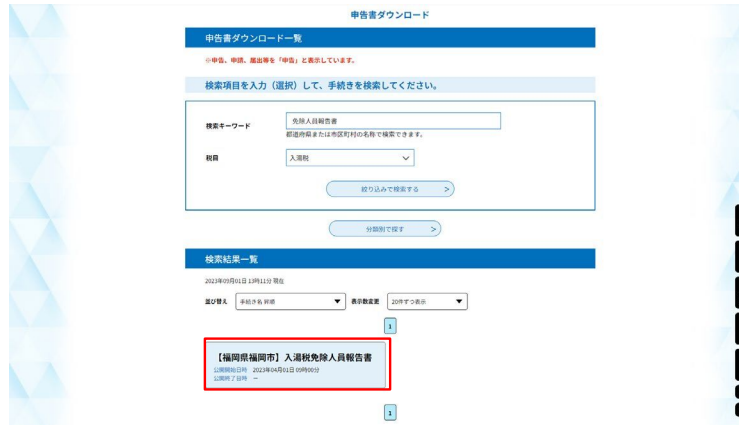 申告書ダウンロード
申告書ダウンロード一覧
※申告、申請、届出等を「申告」と表示しています。
検索項目を入力（選択）して、手続きを検索してください。
検索キーワード
免除人員報告書
都道府県または市区町村の名称で検索できます。
税目
入湯税
絞り込みで検索する >
分類別で探す >
検索結果一覧
2023年09月01日 13時11分 現在
並び替え 手続き名 昇順 ▼ 表示数変更 20件ずつ表示 ▼
1
【福岡県福岡市】入湯税免除人員報告書
公開開始日時 2023年04月01日 09時00分
公開終了日時 ー
1